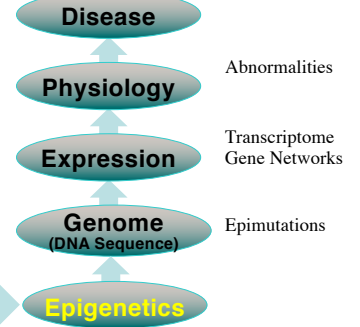 Disease
Physiology
Abnormalities
Expression
Transcriptome
Gene Networks
Genome
(DNA Sequence)
Epimutations
Epigenetics